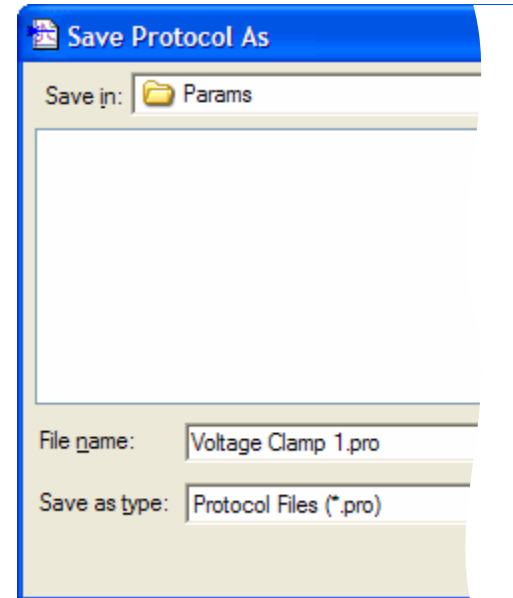 Save Protocol As
Save in: Params
File name: Voltage Clamp 1.pro
Save as type: Protocol Files (*.pro)